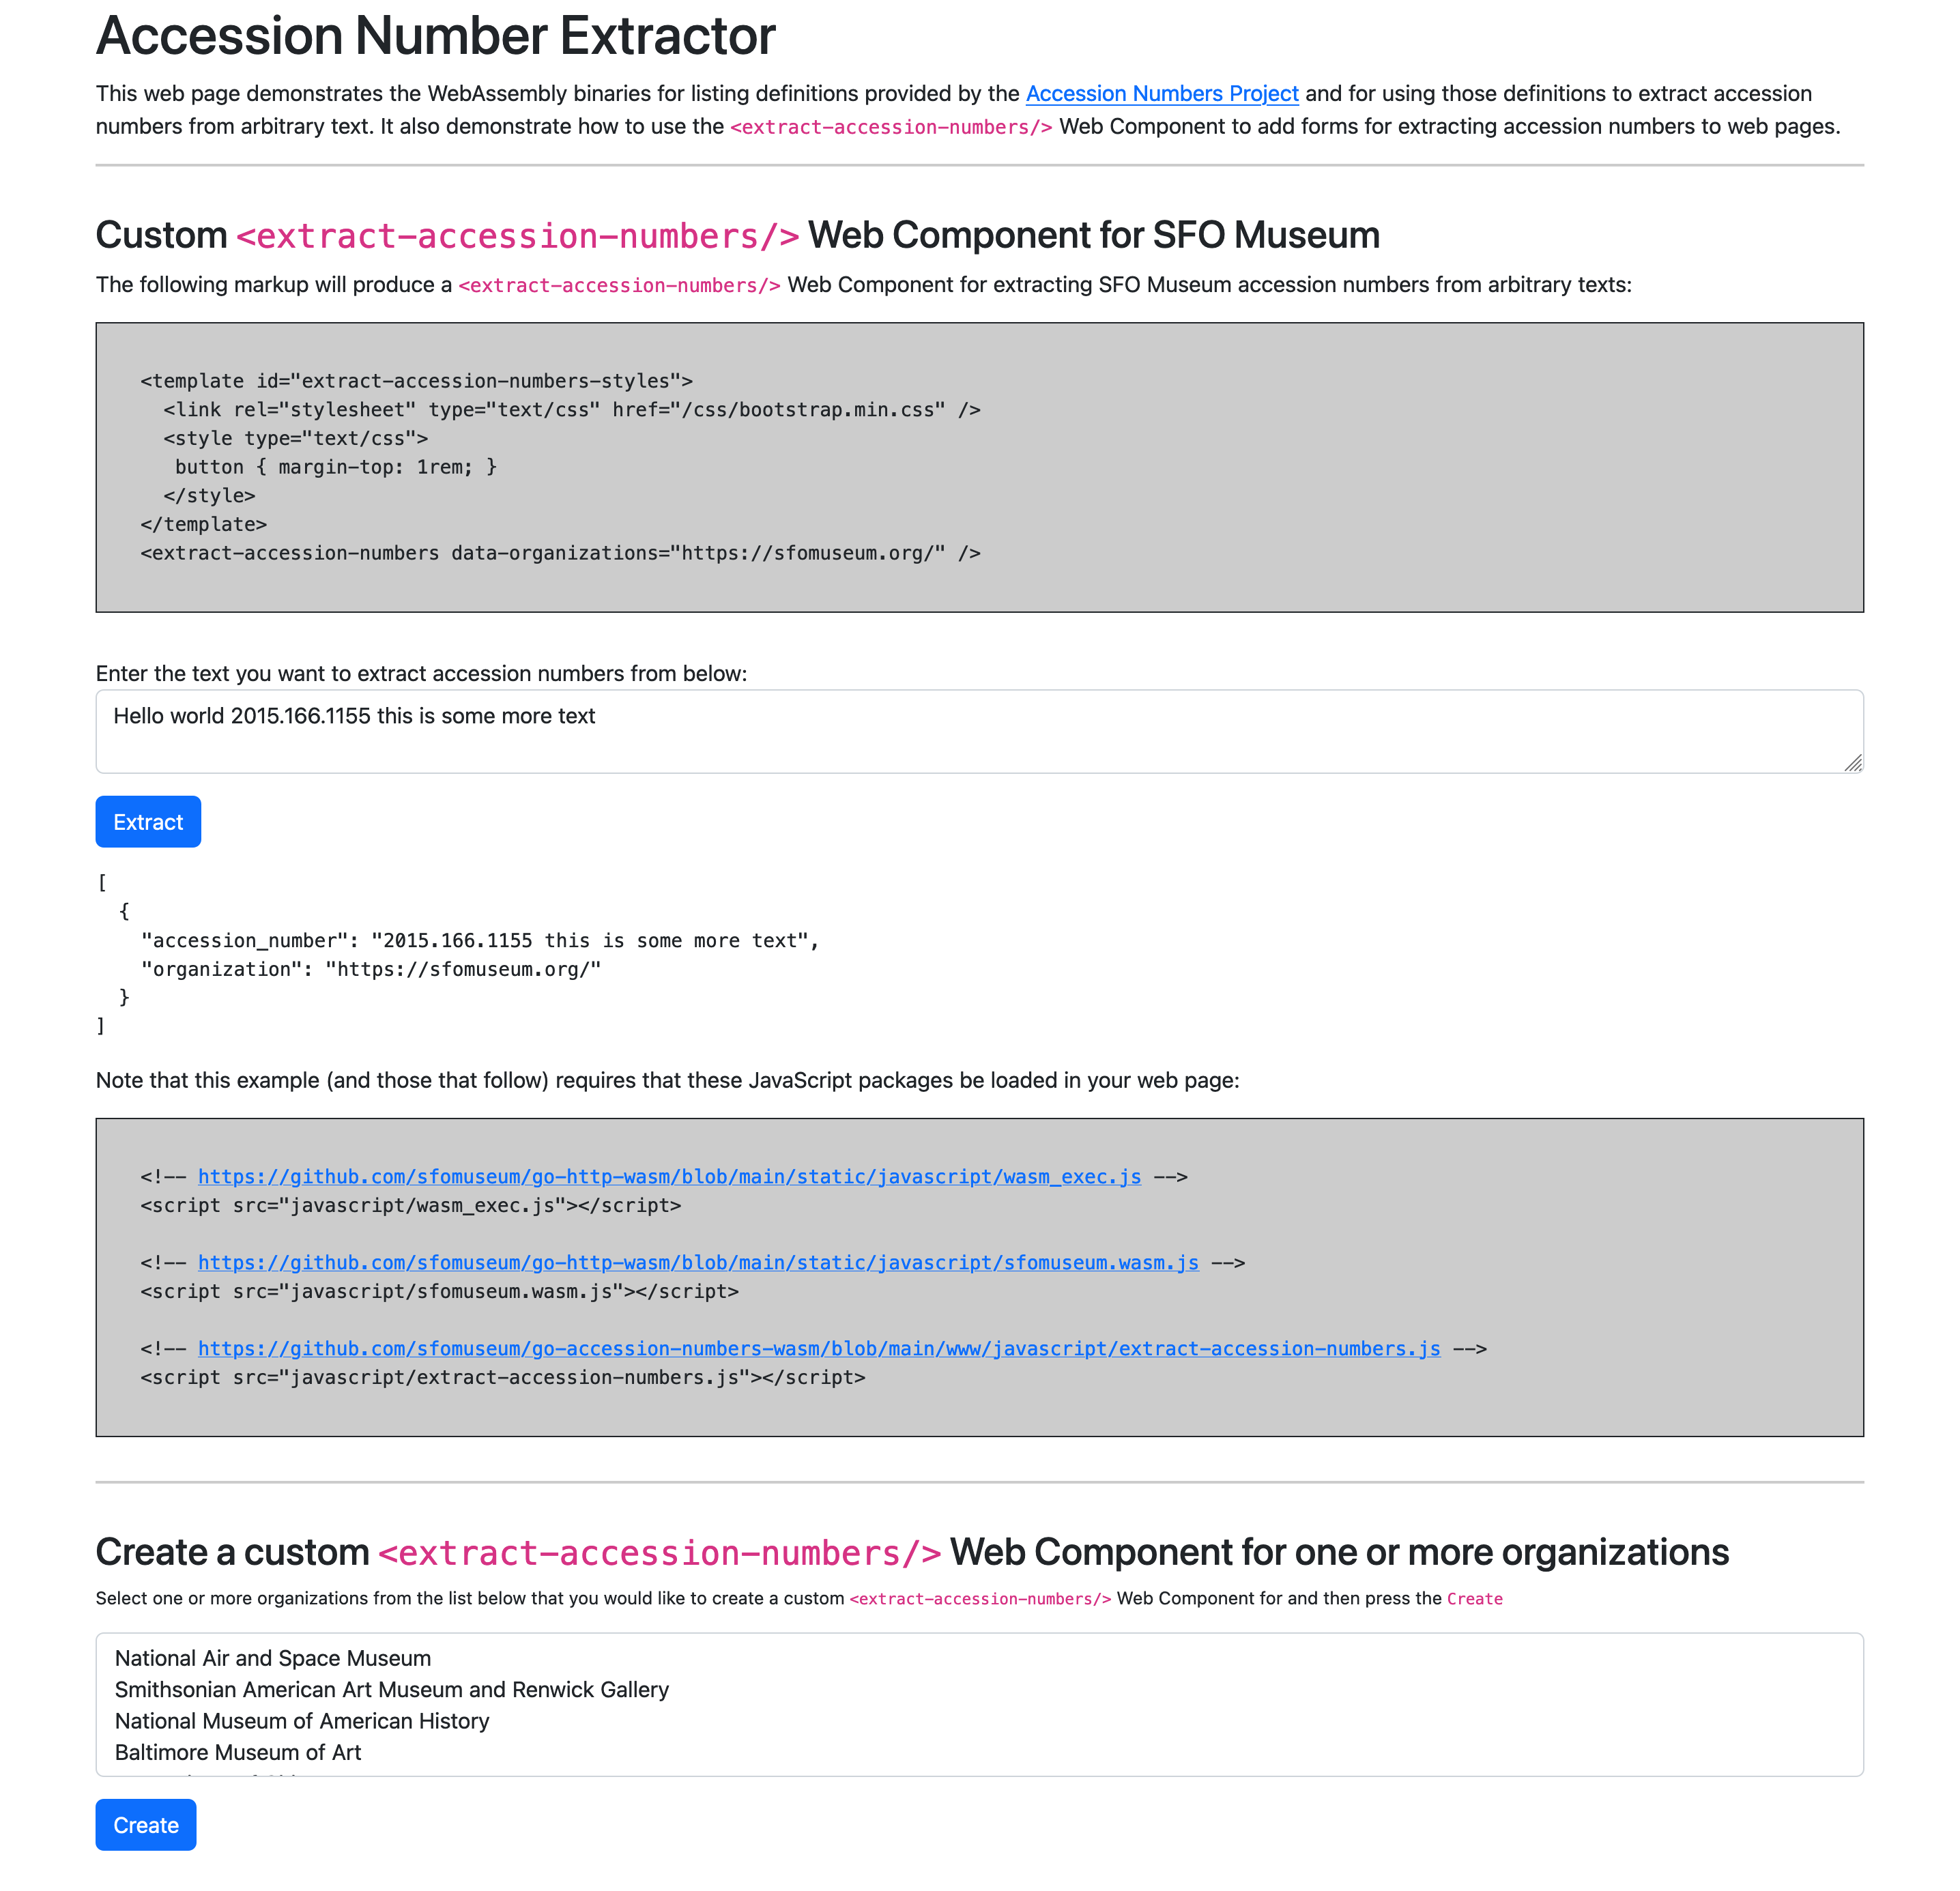 Accession Number Extractor
This web page demonstrates the WebAssembly binaries for listing definitions provided by the Accession Numbers Project and for using those definitions to extract accession
numbers from arbitrary text. It also demonstrate how to use the <extract-accession-numbers/> Web Component to add forms for extracting accession numbers to web pages.
Custom <extract-accession-numbers/> Web Component for SFO Museum
The following markup will produce a <extract-accession-numbers/> Web Component for extracting SFO Museum accession numbers from arbitrary texts:
<template id="extract-accession-numbers-styles">
<link rel="stylesheet" type="text/css" href="/css/bootstrap.min.css" />
<style type="text/css">
button { margin-top: 1rem; }
</style>
</template>
<extract-accession-numbers data-organizations="https://sfomuseum.org/" />
Enter the text you want to extract accession numbers from below:
Hello world 2015.166.1155 this is some more text
Extract
[
{
"accession_number": "2015.166.1155 this is some more text",
"organization": "https://sfomuseum.org/"
}
]
Note that this example (and those that follow) requires that these JavaScript packages be loaded in your web page:
<!-- https://github.com/sfomuseum/go-http-wasm/blob/main/static/javascript/wasm_exec.js -->
<script src="javascript/wasm_exec.js"></script>
<!-- https://github.com/sfomuseum/go-http-wasm/blob/main/static/javascript/sfomuseum.wasm.js -->
<script src="javascript/sfomuseum.wasm.js"></script>
<!-- https://github.com/sfomuseum/go-accession-numbers-wasm/blob/main/www/javascript/extract-accession-numbers.js -->
<script src="javascript/extract-accession-numbers.js"></script>
Create a custom <extract-accession-numbers/> Web Component for one or more organizations
Select one or more organizations from the list below that you would like to create a custom <extract-accession-numbers/> Web Component for and then press the Create
National Air and Space Museum
Smithsonian American Art Museum and Renwick Gallery
National Museum of American History
Baltimore Museum of Art
Create